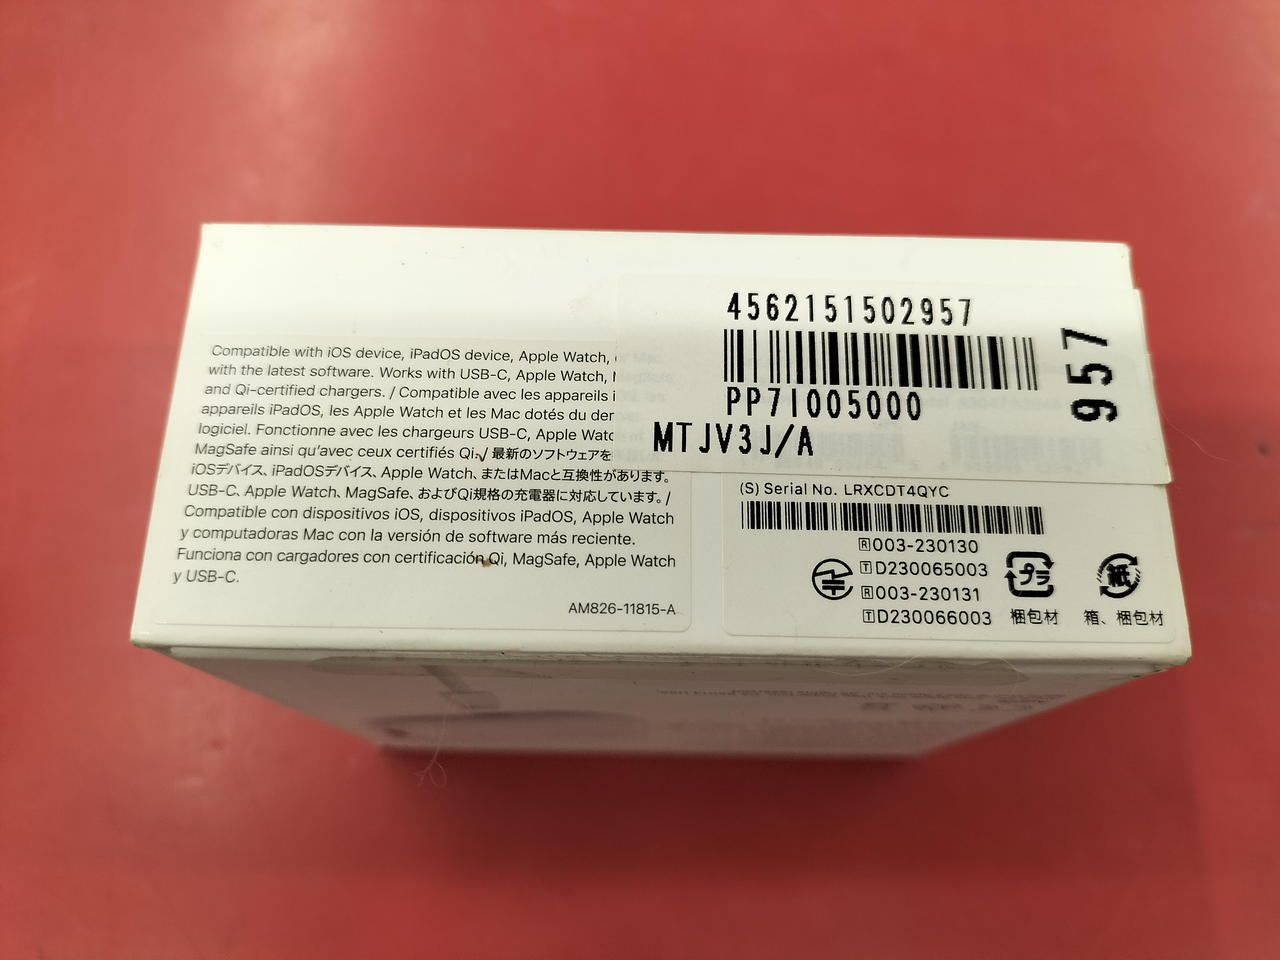 Compatible with iOS device, iPadOS device, Apple Watch,
with the latest software. Works with USB-C, Apple Watch,
and Qi-certified chargers. / Compatible avec les appareils i
appareils iPadOS, les Apple Watch et les Mac dotés du der
logiciel. Fonctionne avec les chargeurs USB-C, Apple Watc
MagSafe ainsi qu'avec ceux certifiés Qi. / 最新のソフトウェアを
iOSデバイス、iPadOSデバイス、Apple Watch、またはMacと互換性があります。
USB-C、Apple Watch、MagSafe、およびQi規格の充電器に対応しています。/
Compatible con dispositivos iOS, dispositivos iPadOS, Apple Watch
y computadoras Mac con la versión de software más reciente.
Funciona con cargadores con certificación Qi, MagSafe, Apple Watch
y USB-C.
AM826-11815-A
4562151502957
PP7I005000
MTJV3J/A
957
(S) Serial No. LRXCDT4QYC
R 003-230130
T D230065003
R 003-230131
T D230066003
プラ
梱包材
紙
箱、梱包材